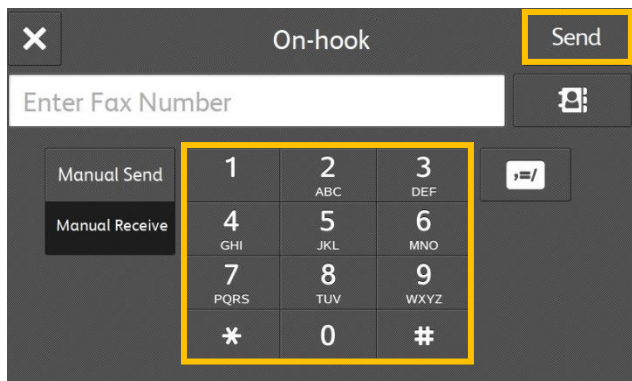 On-hook
Send
Enter Fax Number
Manual Send
Manual Receive
1
2
ABC
3
DEF
,=/
4
GHI
5
JKL
6
MNO
7
PQRS
8
TUV
9
WXYZ
*
0
#